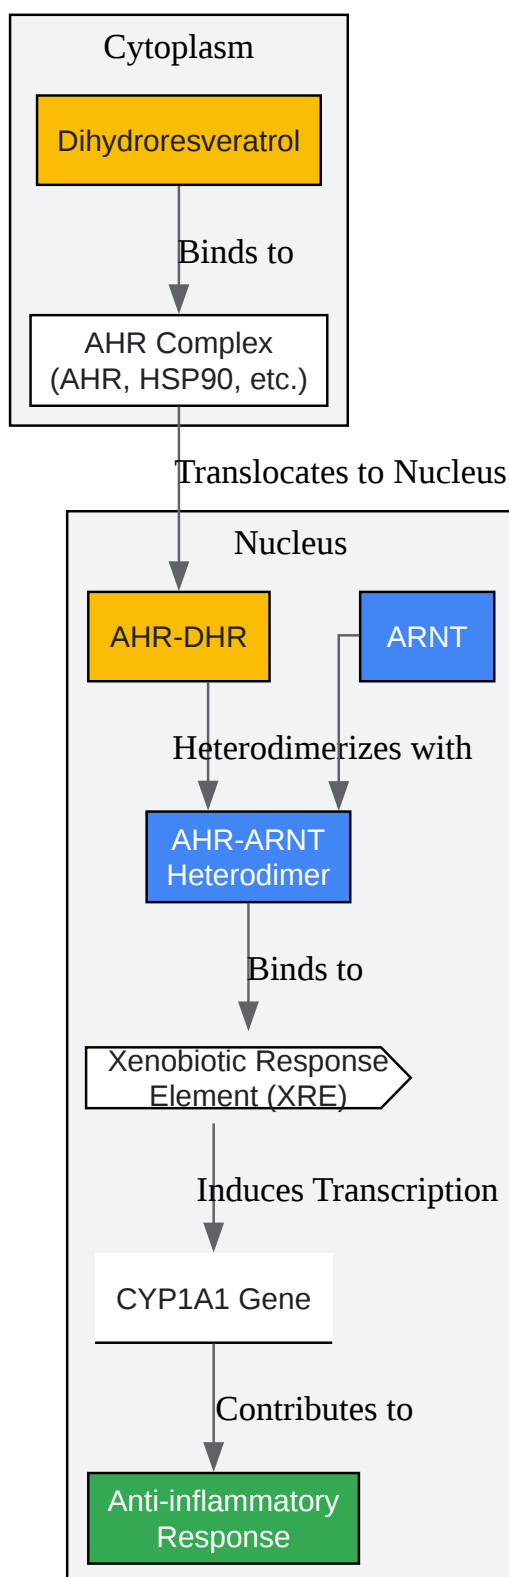 Cytoplasm
Dihydroresveratrol
Binds to
AHR Complex
(AHR, HSP90, etc.)
Translocates to Nucleus
Nucleus
AHR-DHR
ARNT
Heterodimerizes with
AHR-ARNT
Heterodimer
Binds to
Xenobiotic Response
Element (XRE)
Induces Transcription
CYP1A1 Gene
Contributes to
Anti-inflammatory
Response